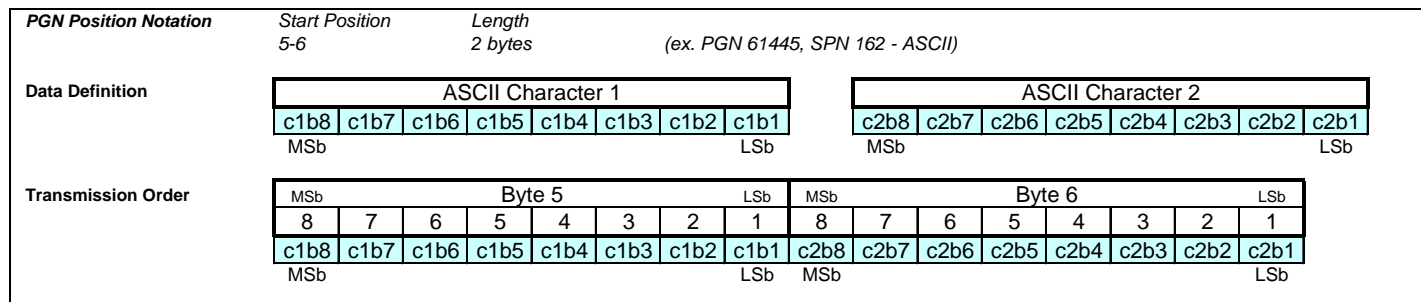 PGN Position Notation Start Position Length
5-6 2 bytes (ex. PGN 61445, SPN 162 - ASCII)
Data Definition ASCII Character 1 ASCII Character 2
c1b8 c1b7 c1b6 c1b5 c1b4 c1b3 c1b2 c1b1 c2b8 c2b7 c2b6 c2b5 c2b4 c2b3 c2b2 c2b1
MSb LSb MSb LSb
Transmission Order MSb Byte 5 LSb MSb Byte 6 LSb
8 7 6 5 4 3 2 1 8 7 6 5 4 3 2 1
c1b8 c1b7 c1b6 c1b5 c1b4 c1b3 c1b2 c1b1 c2b8 c2b7 c2b6 c2b5 c2b4 c2b3 c2b2 c2b1
MSb LSb MSb LSb